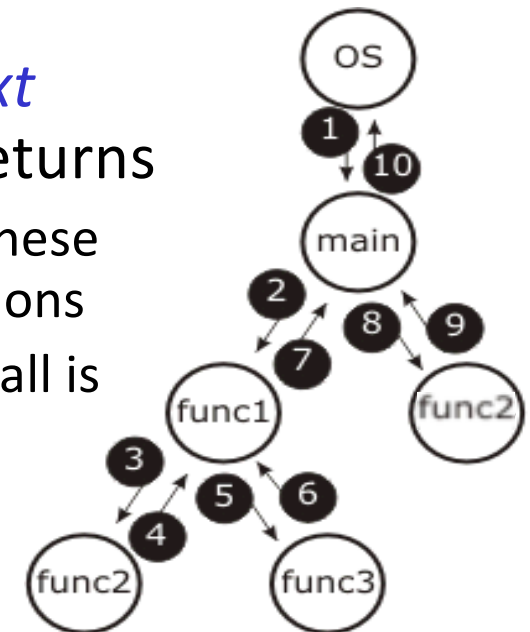 OS
xt
1
eturns
10
hese
main
ons
2
8
9
all is
7
func1
func2
3
5
6
4
func2
func3